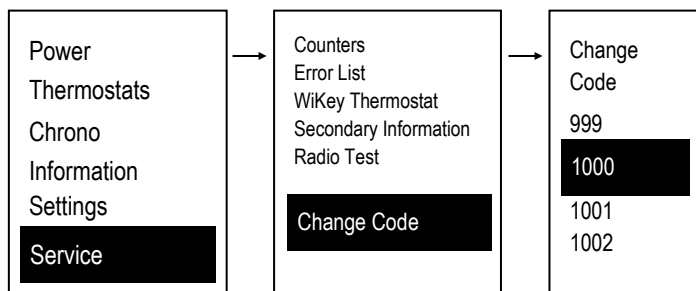 Power
Thermostats
Chrono
Information
Settings
Service
Counters
Error List
WiKey Thermostat
Secondary Information
Radio Test
Change Code
Change
Code
999
1000
1001
1002